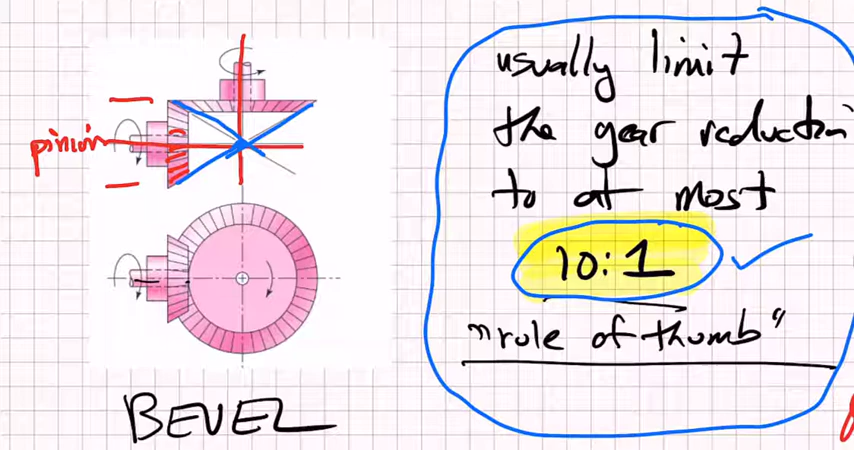 pinion
BEVEL
usually limit
the gear reduction
to at most
10:1
"rule of thumb"